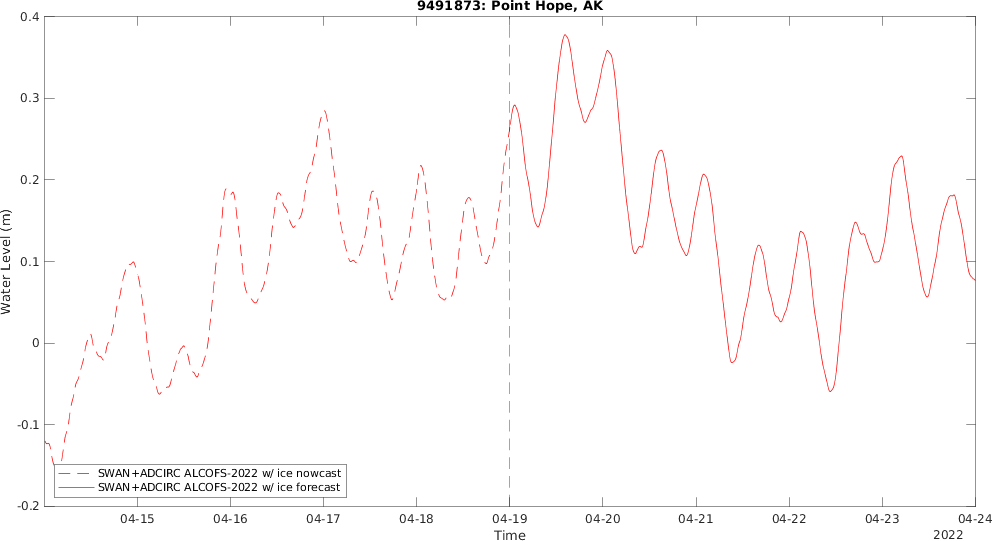 9491873: Point Hope, AK
0.4
0.3
0.2
0.1
0
-0.1
-0.2
Water Level (m)
SWAN+ADCIRC ALCOFS-2022 w/ ice nowcast
SWAN+ADCIRC ALCOFS-2022 w/ ice forecast
04-15 04-16 04-17 04-18 04-19 04-20 04-21 04-22 04-23 04-24
Time
2022